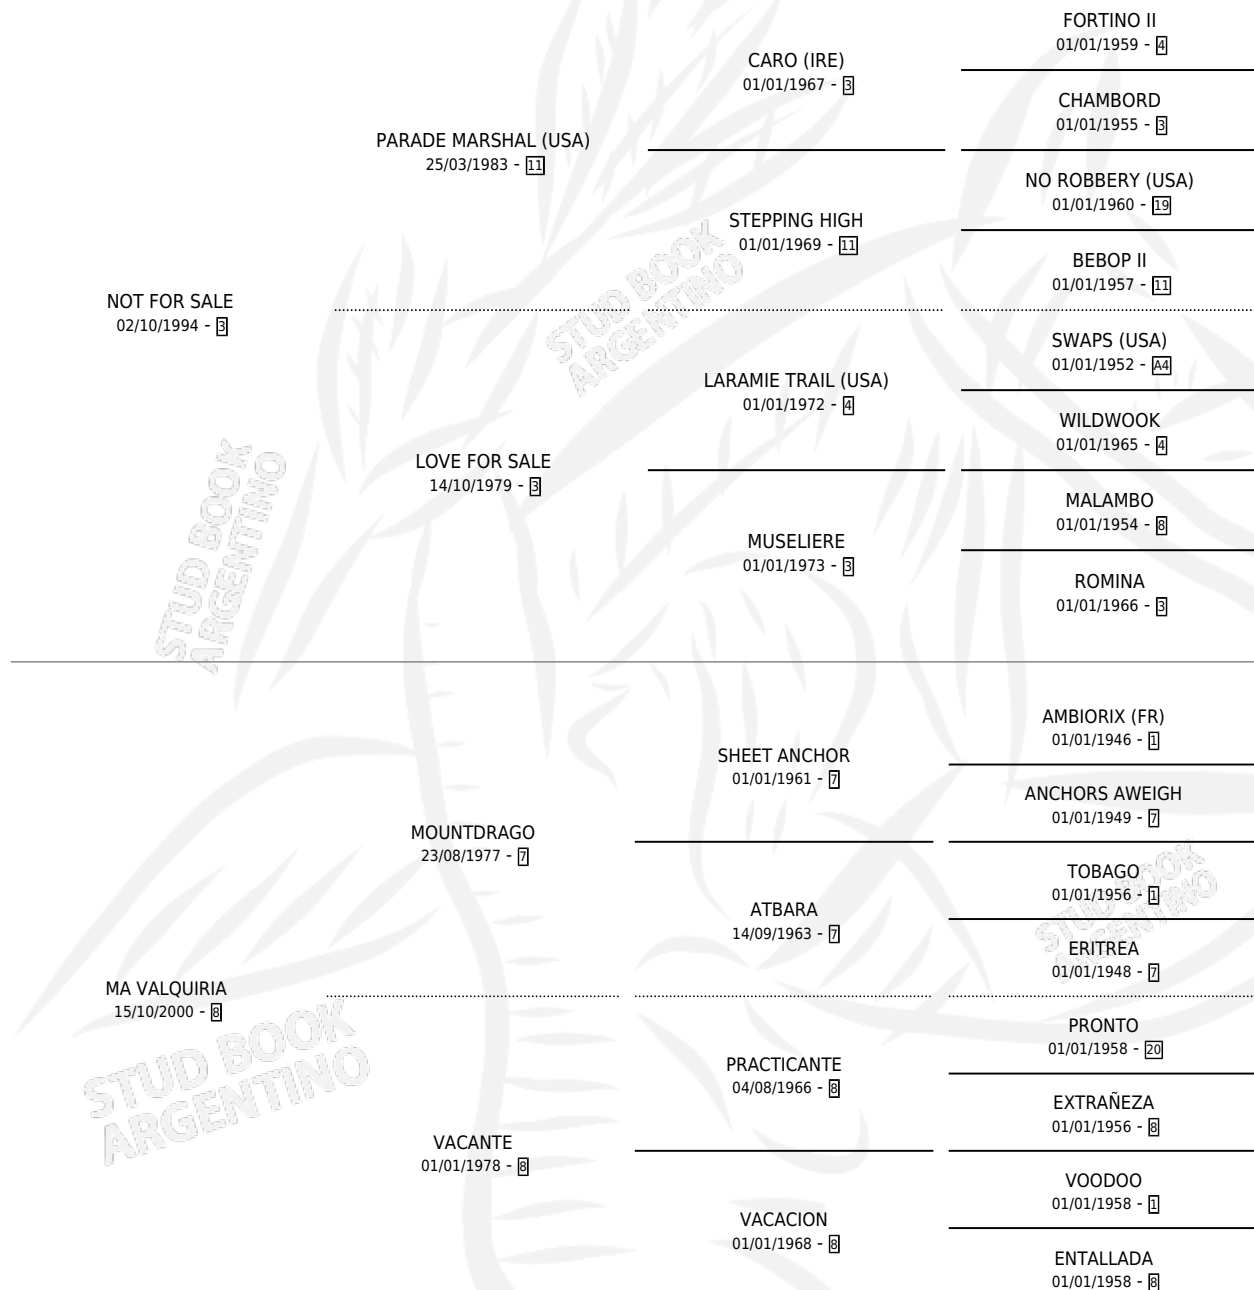 FORTINO II
01/01/1959 - 4
CARO (IRE)
01/01/1967 - 3
CHAMBORD
01/01/1955 - 3
PARADE MARSHAL (USA)
25/03/1983 - 11
NO ROBBERY (USA)
01/01/1960 - 19
STEPPING HIGH
01/01/1969 - 11
BEBOP II
01/01/1957 - 11
NOT FOR SALE
02/10/1994 - 3
SWAPS (USA)
01/01/1952 - A4
LARAMIE TRAIL (USA)
01/01/1972 - 4
WILDWOOK
01/01/1965 - 4
LOVE FOR SALE
14/10/1979 - 3
MALAMBO
01/01/1954 - 8
MUSELIERE
01/01/1973 - 3
ROMINA
01/01/1966 - 3
STUD BOOK
ARGENTINO
STUD BOOK
ARGENTINO
AMBIORIX (FR)
01/01/1946 - 1
SHEET ANCHOR
01/01/1961 - 7
ANCHORS AWEIGH
01/01/1949 - 7
MOUNTDRAGO
23/08/1977 - 7
TOBAGO
01/01/1956 - 1
ATBARA
14/09/1963 - 7
ERITREA
01/01/1948 - 7
MA VALQUIRIA
15/10/2000 - 8
PRONTO
01/01/1958 - 20
PRACTICANTE
04/08/1966 - 8
EXTRAÑEZA
01/01/1956 - 8
VACANTE
01/01/1978 - 8
VOODOO
01/01/1958 - 1
VACACION
01/01/1968 - 8
ENTALLADA
01/01/1958 - 8
STUD BOOK
ARGENTINO
STUD BOOK
ARGENTINO